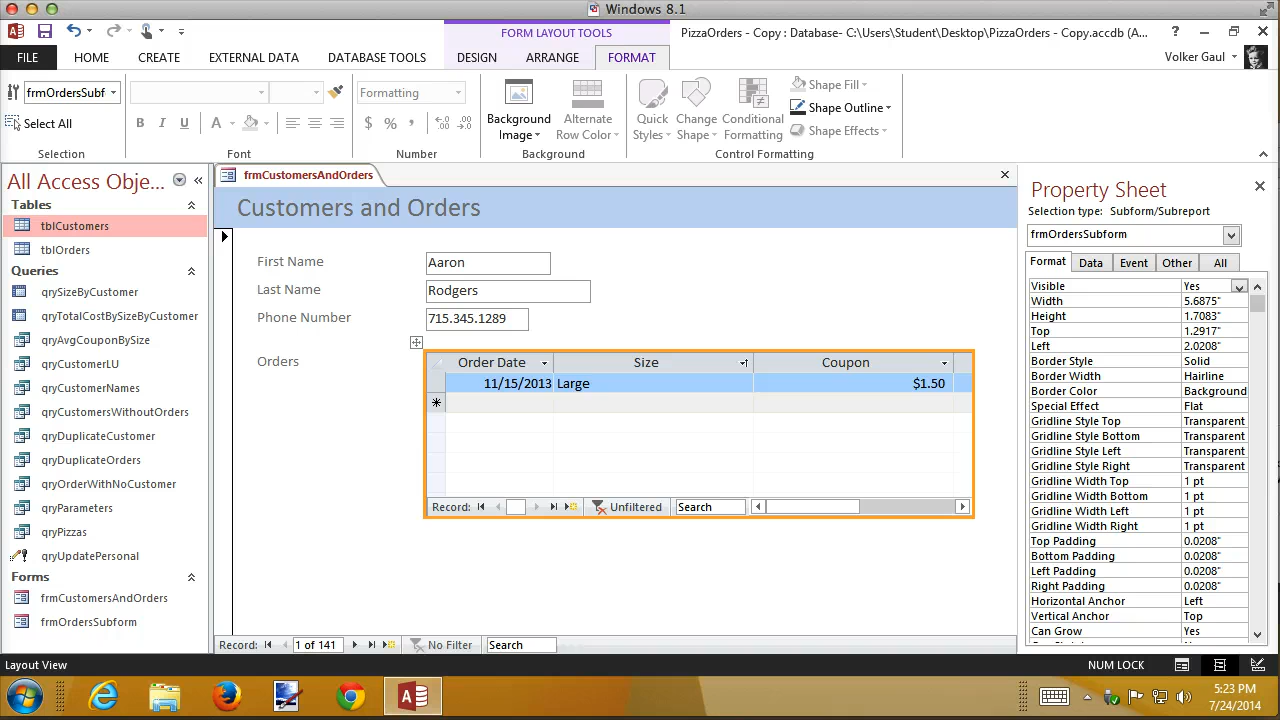 Windows 8.1
FORM LAYOUT TOOLS
PizzaOrders - Copy : Database- C:\Users\Student\Desktop\PizzaOrders - Copy.accdb (A...
?
FILE HOME CREATE EXTERNAL DATA DATABASE TOOLS DESIGN ARRANGE FORMAT Volker Gaul
frmOrdersSubf
Select All
Selection
B I U A
Font
Formatting
$ % ,
Number
Background Image
Alternate Row Color
Background
Quick Styles
Change Shape
Conditional Formatting
Shape Fill
Shape Outline
Shape Effects
Control Formatting
All Access Obje...
Tables
tblCustomers
tblOrders
Queries
qrySizeByCustomer
qryTotalCostBySizeByCustomer
qryAvgCouponBySize
qryCustomerLU
qryCustomerNames
qryCustomersWithoutOrders
qryDuplicateCustomer
qryDuplicateOrders
qryOrderWithNoCustomer
qryParameters
qryPizzas
qryUpdatePersonal
Forms
frmCustomersAndOrders
frmOrdersSubform
frmCustomersAndOrders
Customers and Orders
First Name Aaron
Last Name Rodgers
Phone Number 715.345.1289
Orders
Order Date Size Coupon
11/15/2013 Large $1.50
Record: Unfiltered Search
Record: 1 of 141 No Filter Search
Property Sheet
Selection type: Subform/Subreport
frmOrdersSubform
Format Data Event Other All
Visible Yes
Width 5.6875"
Height 1.7083"
Top 1.2917"
Left 2.0208"
Border Style Solid
Border Width Hairline
Border Color Background
Special Effect Flat
Gridline Style Top Transparent
Gridline Style Bottom Transparent
Gridline Style Left Transparent
Gridline Style Right Transparent
Gridline Width Top 1 pt
Gridline Width Bottom 1 pt
Gridline Width Left 1 pt
Gridline Width Right 1 pt
Top Padding 0.0208"
Bottom Padding 0.0208"
Left Padding 0.0208"
Right Padding 0.0208"
Horizontal Anchor Left
Vertical Anchor Top
Can Grow Yes
Layout View NUM LOCK
5:23 PM
7/24/2014